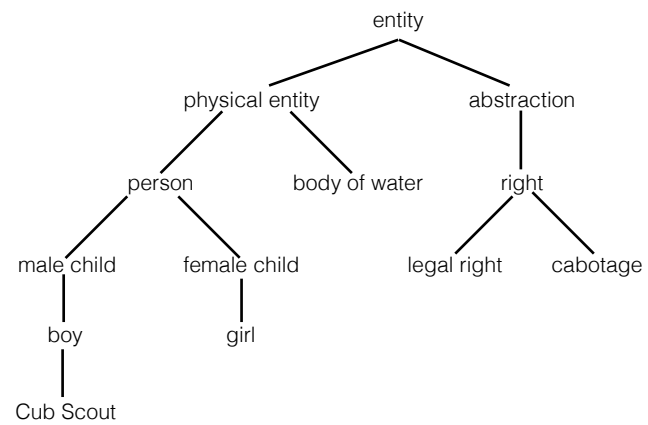 entity
physical entity
abstraction
person
body of water
right
male child
female child
legal right
cabotage
boy
girl
Cub Scout